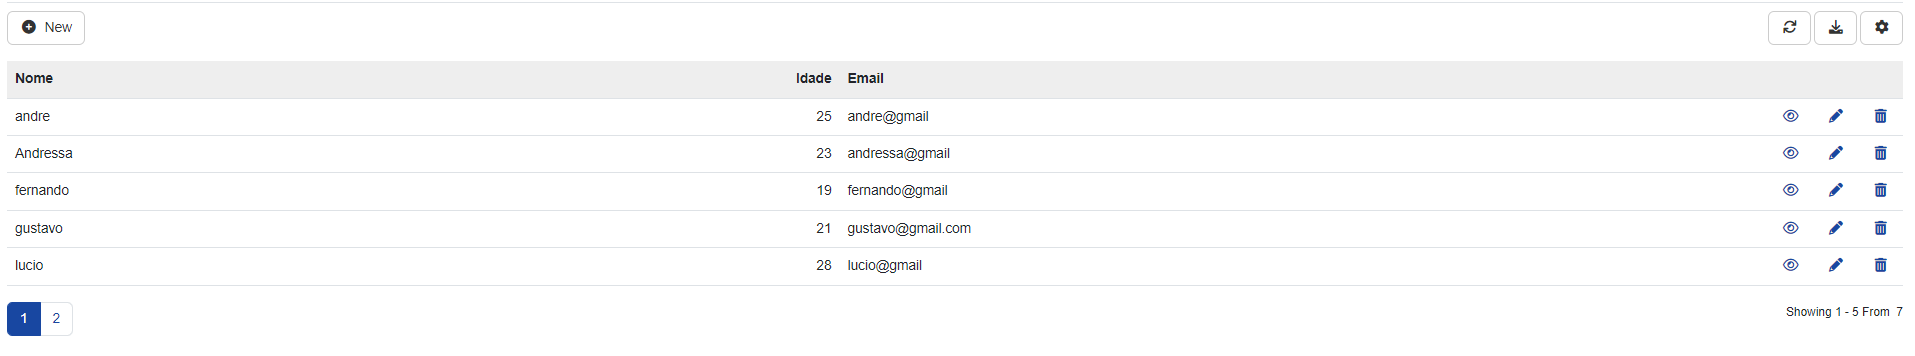 New
Nome Idade Email
andre 25 andre@gmail
Andressa 23 andressa@gmail
fernando 19 fernando@gmail
gustavo 21 gustavo@gmail.com
lucio 28 lucio@gmail
1 2 Showing 1 - 5 From 7